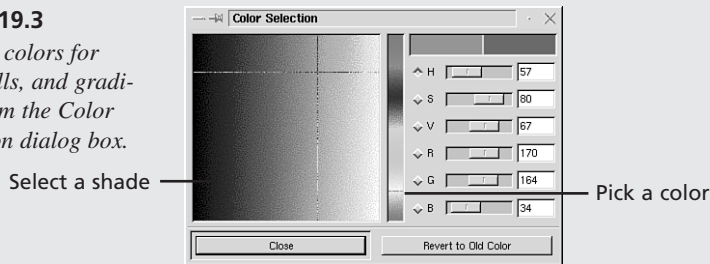 19.3
colors for
lls, and gradi-
m the Color
on dialog box.
Select a shade
Color Selection
H 57
S 80
V 67
R 170
G 164
B 34
Pick a color
Close
Revert to Old Color